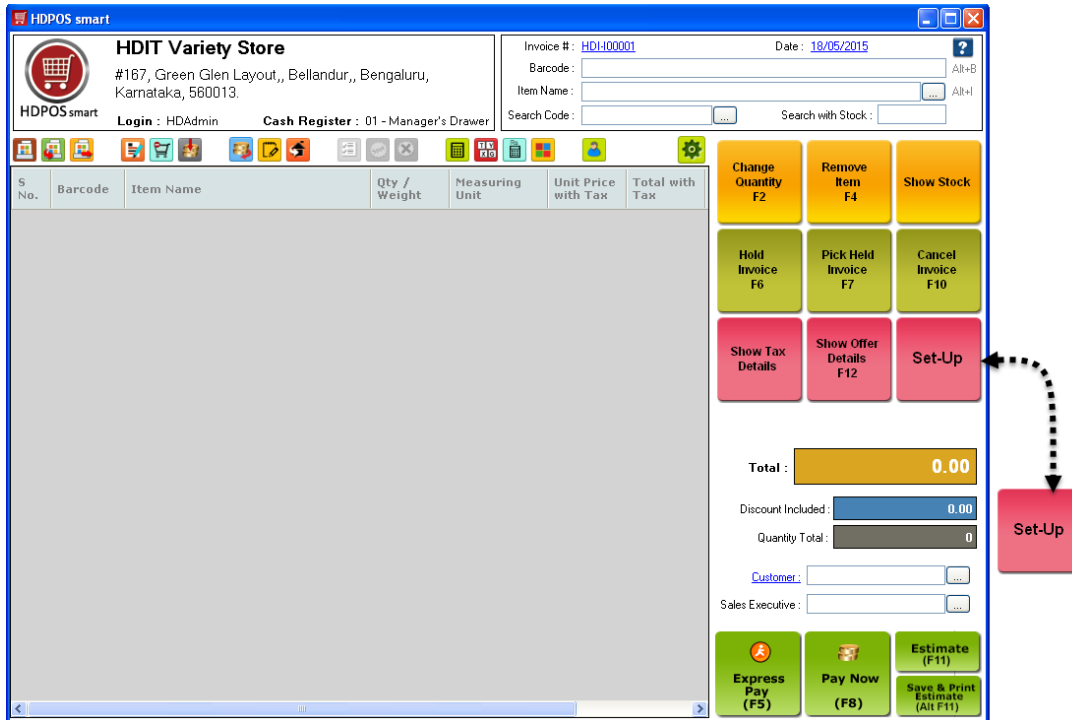 HDPOS smart
HDIT Variety Store
#167, Green Glen Layout,, Bellandur,, Bengaluru,
Karnataka, 560013.
HDPOS smart
Login : HDAdmin Cash Register : 01 - Manager's Drawer
Invoice # : HDI-I00001 Date : 18/05/2015 ?
Barcode : Alt+B
Item Name : ... Alt+I
Search Code : ... Search with Stock :
S No. Barcode Item Name Qty / Weight Measuring Unit Unit Price with Tax Total with Tax
Change
Quantity
F2
Remove
Item
F4
Show Stock
Hold
Invoice
F6
Pick Held
Invoice
F7
Cancel
Invoice
F10
Show Tax
Details
Show Offer
Details
F12
Set-Up
Total : 0.00
Discount Included : 0.00
Quantity Total : 0
Set-Up
Customer : ...
Sales Executive : ...
Express
Pay
(F5)
Pay Now
(F8)
Estimate
(F11)
Save & Print
Estimate
(Alt F11)